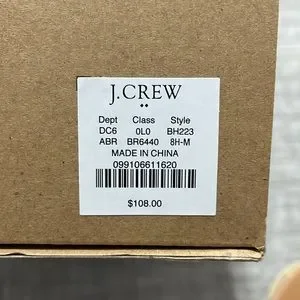 J.CREW
Dept Class Style
DC6 0L0 BH223
ABR BR6440 8H-M
MADE IN CHINA
099106611620
$108.00